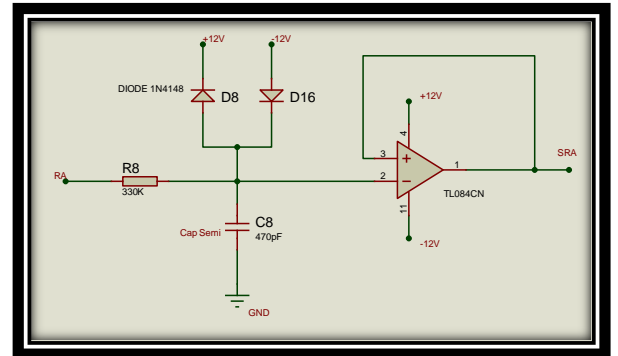 +12V
-12V
DIODE 1N4148
D8
D16
+12V
4
3
+
1
SRA
RA
R8
330K
2
−
TL084CN
11
Cap Semi
C8
470pF
-12V
GND